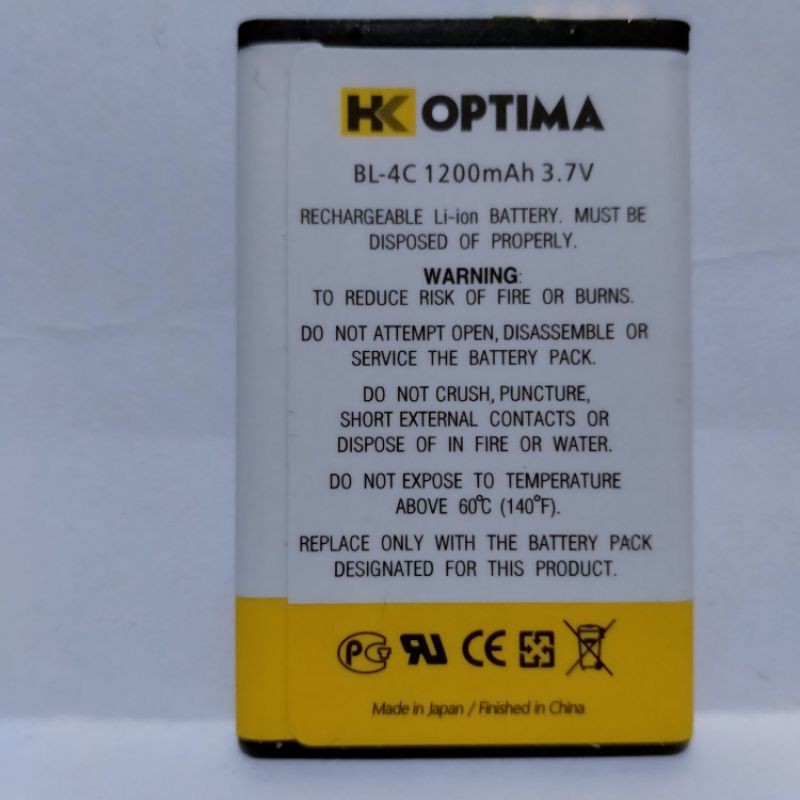 HK OPTIMA
BL-4C 1200mAh 3.7V
RECHARGEABLE Li-ion BATTERY. MUST BE
DISPOSED OF PROPERLY.
WARNING:
TO REDUCE RISK OF FIRE OR BURNS.
DO NOT ATTEMPT OPEN, DISASSEMBLE OR
SERVICE THE BATTERY PACK.
DO NOT CRUSH, PUNCTURE,
SHORT EXTERNAL CONTACTS OR
DISPOSE OF IN FIRE OR WATER.
DO NOT EXPOSE TO TEMPERATURE
ABOVE 60℃ (140°F).
REPLACE ONLY WITH THE BATTERY PACK
DESIGNATED FOR THIS PRODUCT.
PG RU CE
Made in Japan / Finished in China